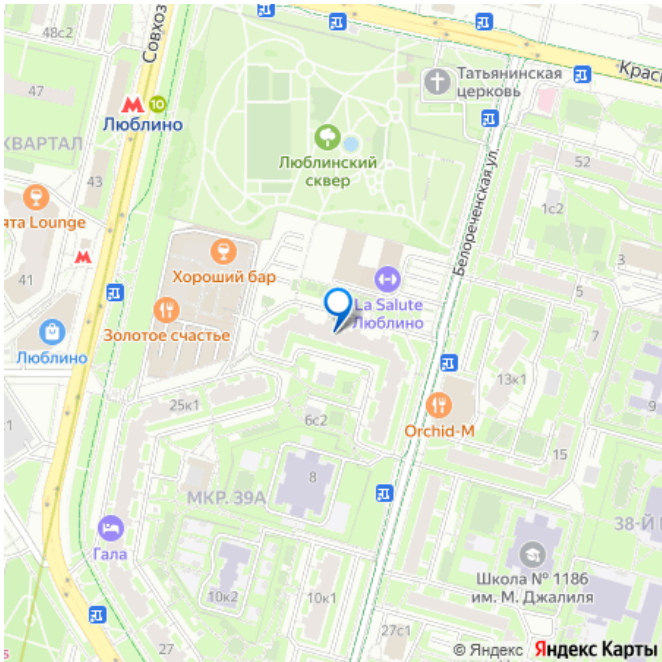 48с2
Совхоз
Татьянинская
церковь
Крас
47
М 10
Люблино
КВАРТАЛ
Люблинский
сквер
52
43
Белореченская ул.
1с2
ята Lounge
3
М
Хороший бар
41
La Salute
Люблино
5
Золотое счастье
7
Люблино
13к1
9
25к1
6с2
Orchid-М
15
8
МКР. 39А
38-Й
Гала
Школа № 1186
им. М. Джалиля
10к2
10к1
27с1
27
© Яндекс Яндекс Карты